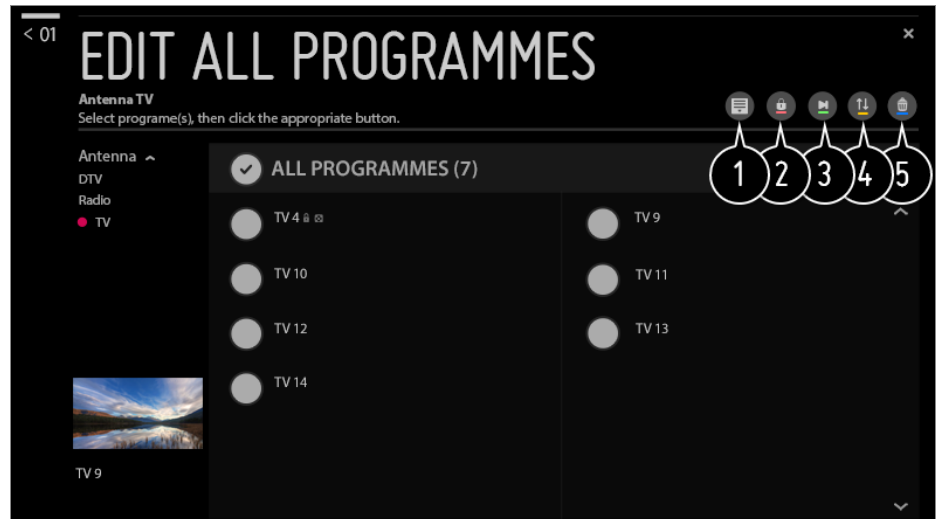 < 01
EDIT ALL PROGRAMMES
×
Antenna TV
Select programe(s), then click the appropriate button.
1 2 3 4 5
Antenna
DTV
Radio
TV
ALL PROGRAMMES (7)
TV 4
TV 9
TV 10
TV 11
TV 12
TV 13
TV 14
TV 9